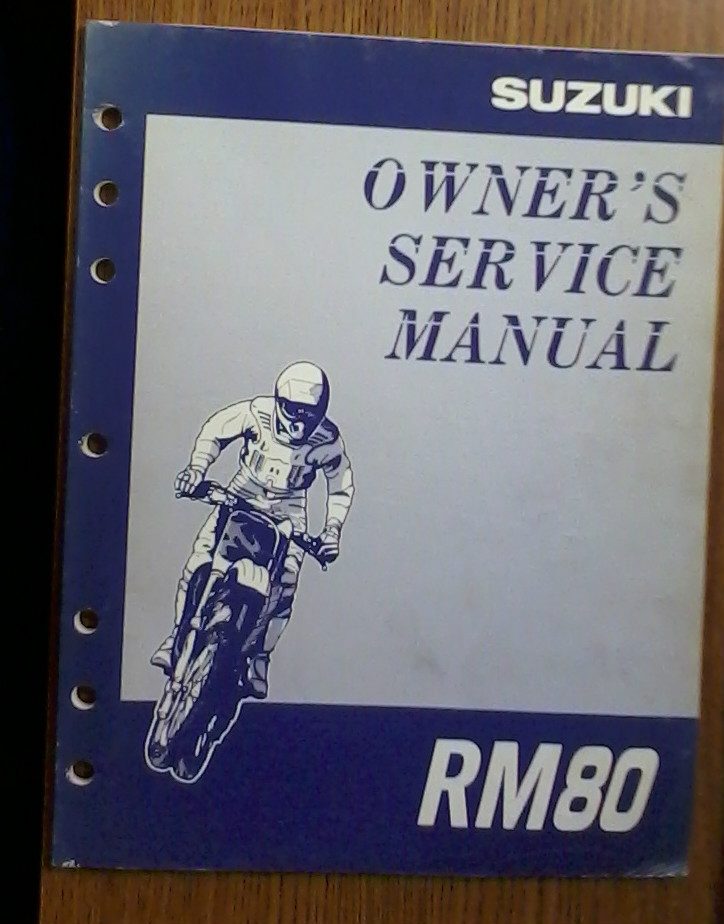 SUZUKI
OWNER'S
SERVICE
MANUAL
RM80